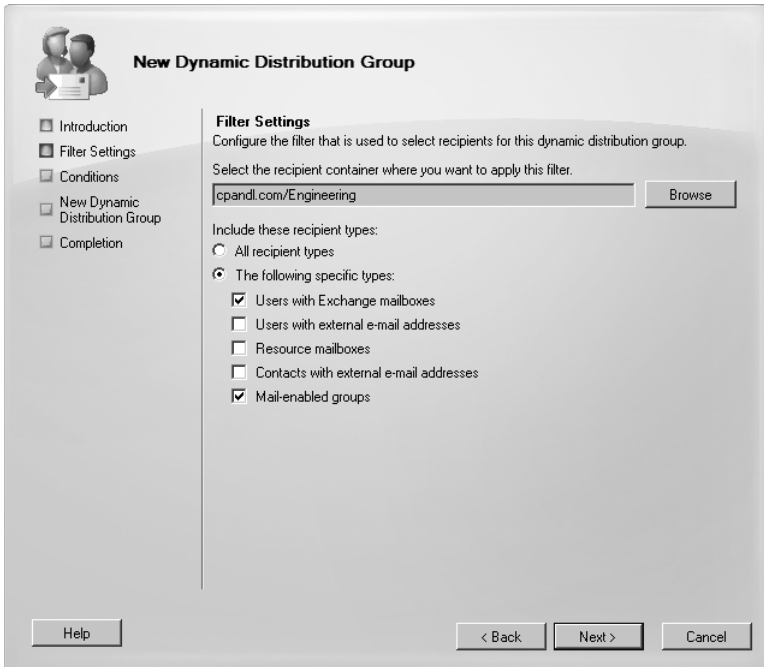 New Dynamic Distribution Group
Introduction
Filter Settings
Conditions
New Dynamic
Distribution Group
Completion
Filter Settings
Configure the filter that is used to select recipients for this dynamic distribution group.
Select the recipient container where you want to apply this filter.
cpandl.com/Engineering
Browse
Include these recipient types:
All recipient types
The following specific types:
Users with Exchange mailboxes
Users with external e-mail addresses
Resource mailboxes
Contacts with external e-mail addresses
Mail-enabled groups
Help
< Back
Next >
Cancel